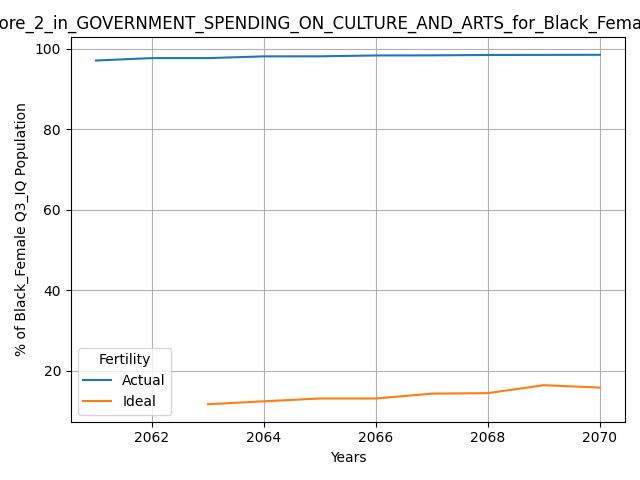 ore_2_in_GOVERNMENT_SPENDING_ON_CULTURE_AND_ARTS_for_Black_Fema
100
80
60
40
20
% of Black_Female Q3_IQ Population
Fertility
Actual
Ideal
2062 2064 2066 2068 2070
Years